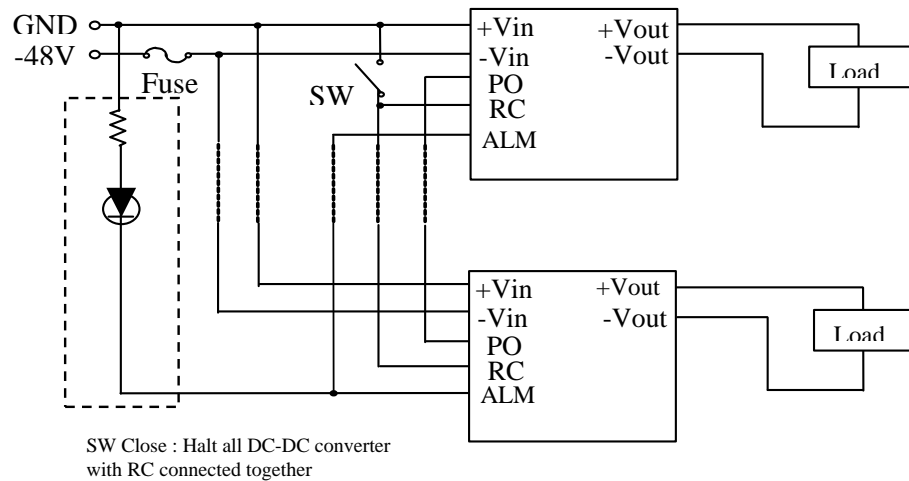 GND
-48V
Fuse
SW
+Vin
-Vin
PO
RC
ALM
+Vout
-Vout
Load
+Vin
-Vin
PO
RC
ALM
+Vout
-Vout
Load
SW Close : Halt all DC-DC converter
with RC connected together